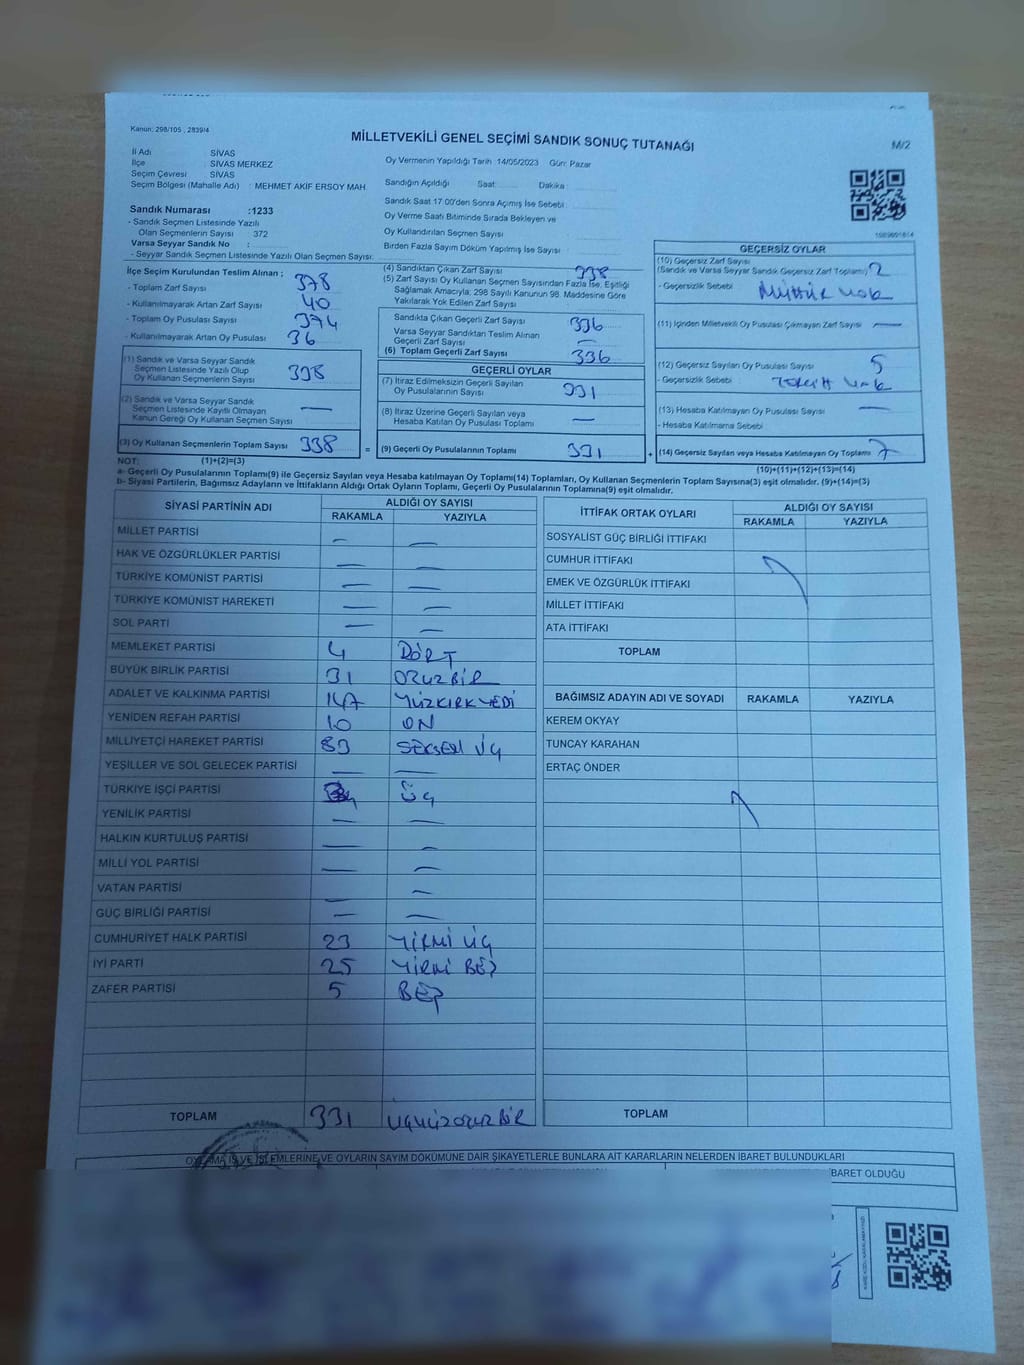 Kanun: 298/105 , 2839/4
MİLLETVEKİLİ GENEL SEÇİMİ SANDIK SONUÇ TUTANAĞI
M/2
İl Adı : SİVAS
İlçe : SİVAS MERKEZ
Seçim Çevresi : SİVAS
Seçim Bölgesi (Mahalle Adı) : MEHMET AKİF ERSOY MAH
Sandık Numarası :1233
- Sandık Seçmen Listesinde Yazılı
Olan Seçmenlerin Sayısı : 372
Varsa Seyyar Sandık No :
- Seyyar Sandık Seçmen Listesinde Yazılı Olan Seçmen Sayısı:
Oy Vermenin Yapıldığı Tarih :14/05/2023 Gün: Pazar
Sandığın Açıldığı Saat: Dakika :
Sandık Saat 17:00'den Sonra Açımış İse Sebebi :
Oy Verme Saati Bitiminde Sırada Bekleyen ve
Oy Kullandırılan Seçmen Sayısı :
Birden Fazla Sayım Döküm Yapılmış İse Sayısı :
İlçe Seçim Kurulundan Teslim Alınan ;
- Toplam Zarf Sayısı : 378
- Kullanılmayarak Artan Zarf Sayısı : 40
- Toplam Oy Pusulası Sayısı : 374
- Kullanılmayarak Artan Oy Pusulası : 36
(1) Sandık ve Varsa Seyyar Sandık
Seçmen Listesinde Yazılı Olup
Oy Kullanan Seçmenlerin Sayısı 338
(2) Sandık ve Varsa Seyyar Sandık
Seçmen Listesinde Kayıtlı Olmayan
Kanun Gereği Oy Kullanan Seçmen Sayısı —
(3) Oy Kullanan Seçmenlerin Toplam Sayısı 338
(4) Sandıktan Çıkan Zarf Sayısı : 338
(5) Zarf Sayısı Oy Kullanan Seçmen Sayısından Fazla İse, Eşitliği
Sağlamak Amacıyla; 298 Sayılı Kanunun 98. Maddesine Göre
Yakılarak Yok Edilen Zarf Sayısı :
Sandıkta Çıkan Geçerli Zarf Sayısı : 336
Varsa Seyyar Sandıktan Teslim Alınan
Geçerli Zarf Sayısı : —
(6) Toplam Geçerli Zarf Sayısı : 336
GEÇERLİ OYLAR
(7) İtiraz Edilmeksizin Geçerli Sayılan
Oy Pusulalarının Sayısı : 331
(8) İtiraz Üzerine Geçerli Sayılan veya
Hesaba Katılan Oy Pusulası Toplamı : —
= (9) Geçerli Oy Pusulalarının Toplamı : 331 +
GEÇERSİZ OYLAR
(10) Geçersiz Zarf Sayısı
(Sandık ve Varsa Seyyar Sandık Geçersiz Zarf Toplamı) 2
- Geçersizlik Sebebi :
(11) İçinden Milletvekili Oy Pusulası Çıkmayan Zarf Sayısı : —
(12) Geçersiz Sayılan Oy Pusulası Sayısı : 5
- Geçersizlik Sebebi :
(13) Hesaba Katılmayan Oy Pusulası Sayısı : —
- Hesaba Katılmama Sebebi :
(14) Geçersiz Sayılan veya Hesaba Katılmayan Oy Toplamı : 7
NOT: (1)+(2)=(3)
(10)+(11)+(12)+(13)=(14)
a- Geçerli Oy Pusulalarının Toplamı(9) ile Geçersiz Sayılan veya Hesaba katılmayan Oy Toplamı(14) Toplamları, Oy Kullanan Seçmenlerin Toplam Sayısına(3) eşit olmalıdır. (9)+(14)=(3)
b- Siyasi Partilerin, Bağımsız Adayların ve İttifakların Aldığı Ortak Oyların Toplamı, Geçerli Oy Pusulalarının Toplamına(9) eşit olmalıdır.
SİYASİ PARTİNİN ADI ALDIĞI OY SAYISI
RAKAMLA YAZIYLA
MİLLET PARTİSİ — —
HAK VE ÖZGÜRLÜKLER PARTİSİ — —
TÜRKİYE KOMÜNİST PARTİSİ — —
TÜRKİYE KOMÜNİST HAREKETİ — —
SOL PARTİ — —
MEMLEKET PARTİSİ 4 DÖRT
BÜYÜK BİRLİK PARTİSİ 31 OTUZBİR
ADALET VE KALKINMA PARTİSİ 147 YÜZKIRKYEDİ
YENİDEN REFAH PARTİSİ 10 ON
MİLLİYETÇİ HAREKET PARTİSİ 83 SEKSEN ÜÇ
YEŞİLLER VE SOL GELECEK PARTİSİ — —
TÜRKİYE İŞÇİ PARTİSİ ÜÇ
YENİLİK PARTİSİ — —
HALKIN KURTULUŞ PARTİSİ — —
MİLLİ YOL PARTİSİ — —
VATAN PARTİSİ — —
GÜÇ BİRLİĞİ PARTİSİ — —
CUMHURİYET HALK PARTİSİ 23 YİRMİ ÜÇ
İYİ PARTİ 25 YİRMİ BEŞ
ZAFER PARTİSİ 5 BEŞ
TOPLAM 331 ÜÇYÜZOTUZBİR
İTTİFAK ORTAK OYLARI ALDIĞI OY SAYISI
RAKAMLA YAZIYLA
SOSYALİST GÜÇ BİRLİĞİ İTTİFAKI
CUMHUR İTTİFAKI
EMEK VE ÖZGÜRLÜK İTTİFAKI
MİLLET İTTİFAKI
ATA İTTİFAKI
TOPLAM
BAĞIMSIZ ADAYIN ADI VE SOYADI RAKAMLA YAZIYLA
KEREM OKYAY
TUNCAY KARAHAN
ERTAÇ ÖNDER
TOPLAM
OYLAMA İŞ VE İŞLEMLERİNE VE OYLARIN SAYIM DÖKÜMÜNE DAİR ŞİKAYETLERLE BUNLARA AİT KARARLARIN NELERDEN İBARET BULUNDUKLARI
İBARET OLDUĞU